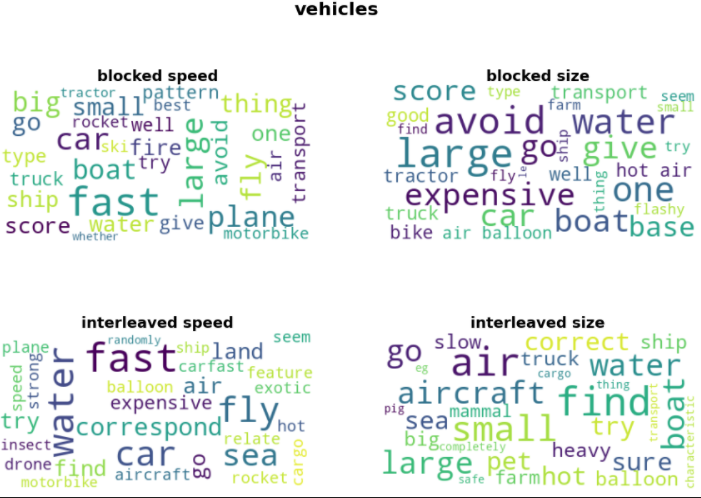 vehicles
blocked speed
tractor pattern
big small best thing
go rocket well one
car ski fire large avoid fly air transport
type boat try
truck
ship fast plane
score water give motorbike
whether
blocked size
score type transport seem
good farm small
find avoid water
large go ship give try
tractor fly le well thing hot air
expensive one
truck car boat flashy
bike air balloon base
interleaved speed
randomly seem
plane fast ship land
speed strong water carfast feature
balloon air exotic
expensive fly
try correspond hot
insect car go relate cargo
drone find sea
motorbike aircraft rocket
interleaved size
slow correct ship
go air truck water
eg cargo
aircraft find thing boat transport characteristic
pig mammal
sea small try
big completely heavy
large pet sure
safe farm hot balloon